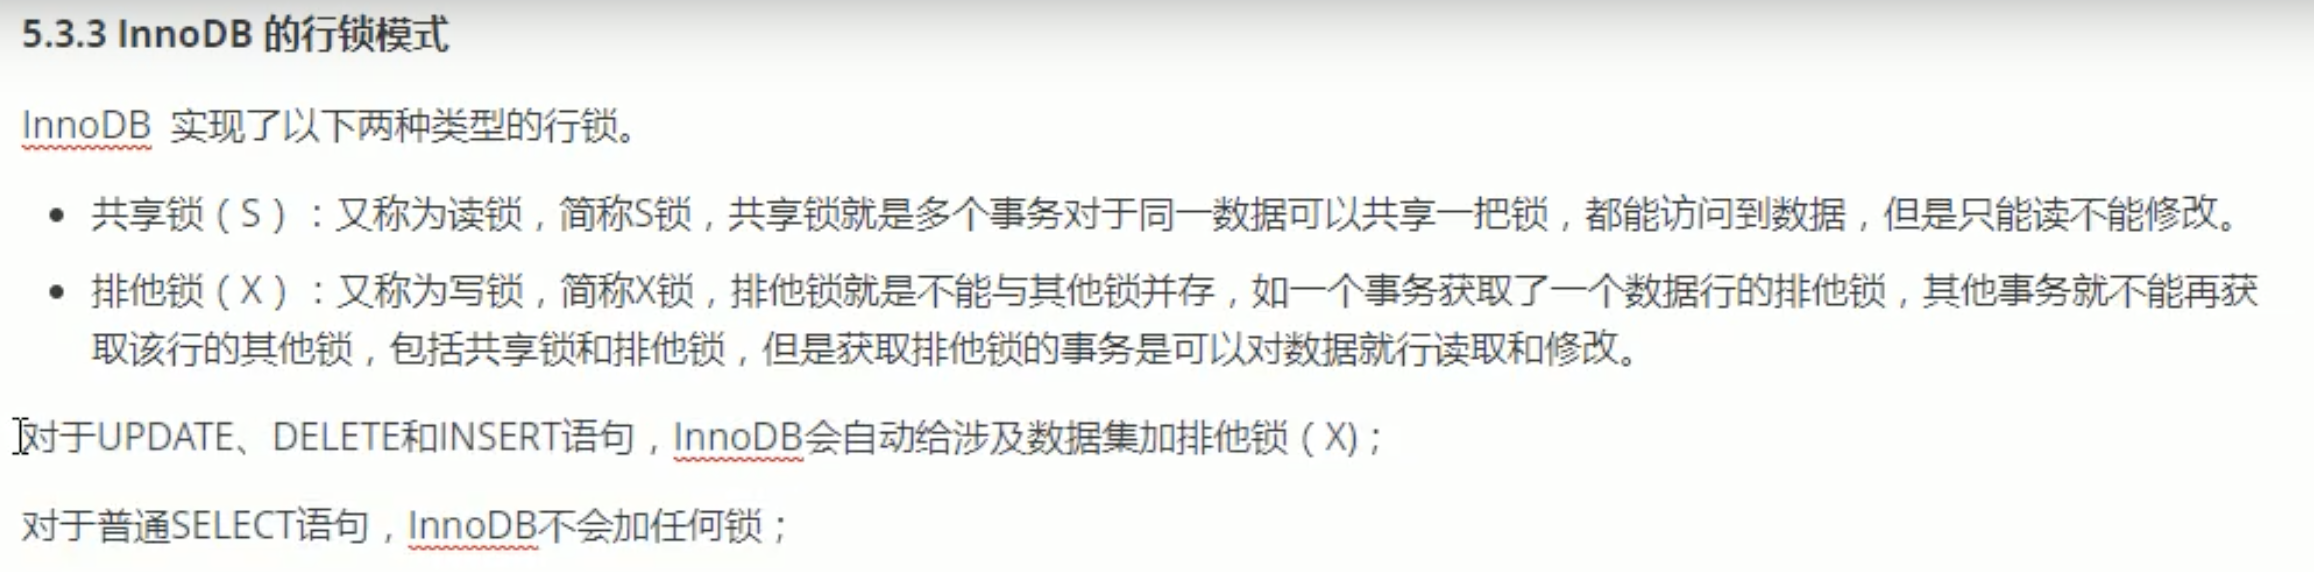 5.3.3 InnoDB 的行锁模式
InnoDB 实现了以下两种类型的行锁。
• 共享锁（S）：又称为读锁，简称S锁，共享锁就是多个事务对于同一数据可以共享一把锁，都能访问到数据，但是只能读不能修改。
• 排他锁（X）：又称为写锁，简称X锁，排他锁就是不能与其他锁并存，如一个事务获取了一个数据行的排他锁，其他事务就不能再获
取该行的其他锁，包括共享锁和排他锁，但是获取排他锁的事务是可以对数据就行读取和修改。
对于UPDATE、DELETE和INSERT语句，InnoDB会自动给涉及数据集加排他锁（X)；
对于普通SELECT语句，InnoDB不会加任何锁；